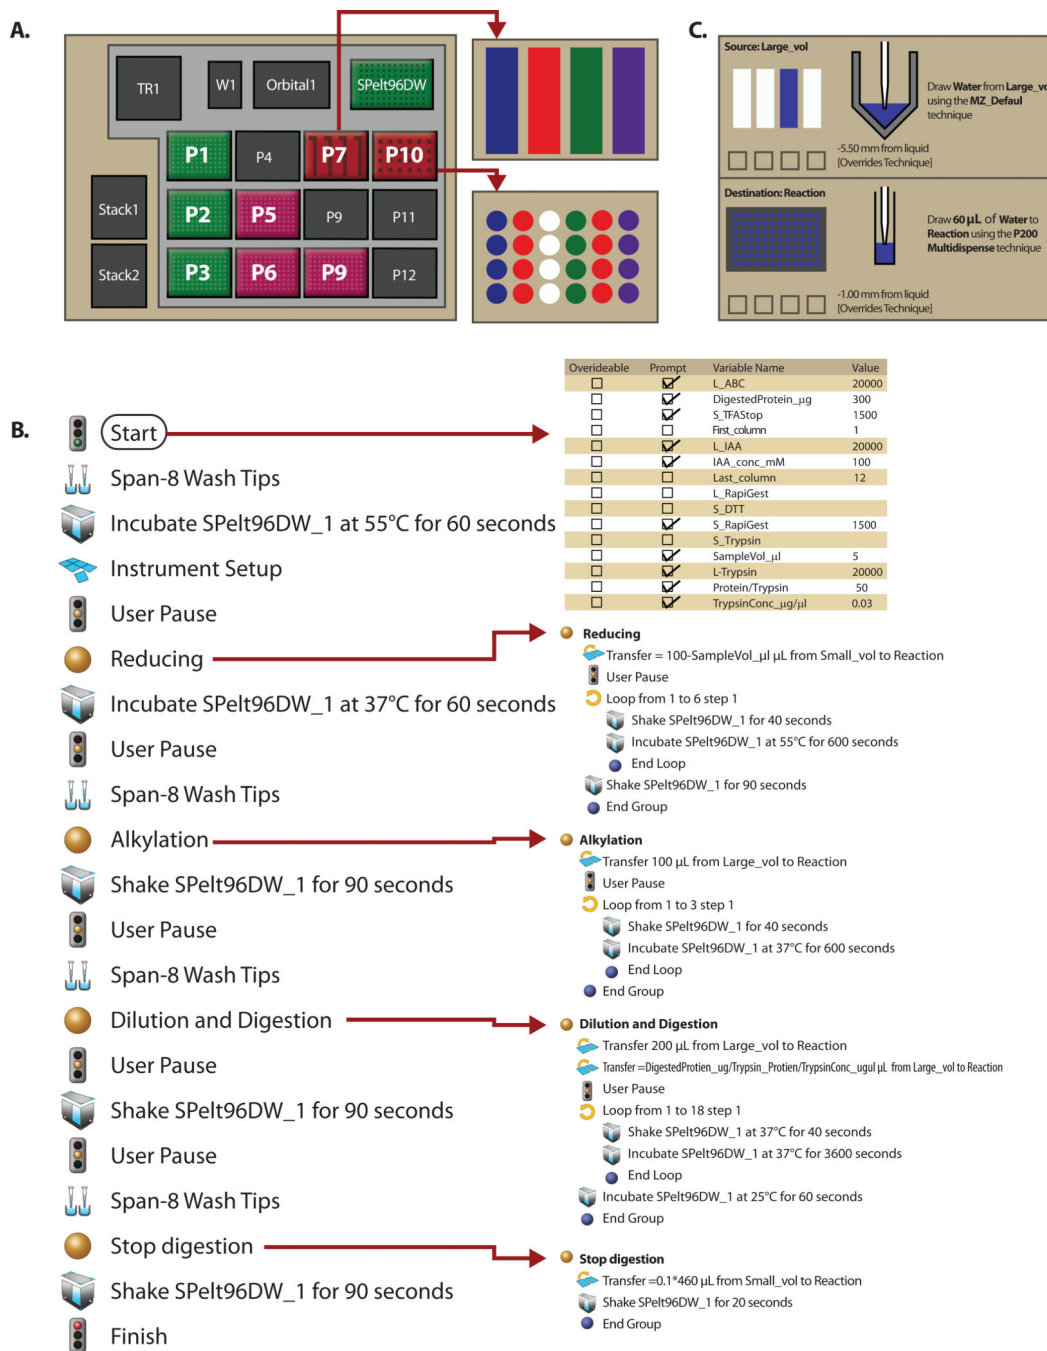 A.
TR1
W1
Orbital1
SPelt96DW
P1
P4
P7
P10
Stack1
P2
P5
P9
P11
Stack2
P3
P6
P9
P12
C.
Source: Large_vol
Draw Water from Large_vo
using the MZ_Defaul
technique
-5.50 mm from liquid
[Overrides Technique]
Destination: Reaction
Draw 60 µL of Water to
Reaction using the P200
Multidispense technique
-1.00 mm from liquid
[Overrides Technique]
B.
Start
Span-8 Wash Tips
Incubate SPelt96DW_1 at 55°C for 60 seconds
Instrument Setup
User Pause
Reducing
Incubate SPelt96DW_1 at 37°C for 60 seconds
User Pause
Span-8 Wash Tips
Alkylation
Shake SPelt96DW_1 for 90 seconds
User Pause
Span-8 Wash Tips
Dilution and Digestion
User Pause
Shake SPelt96DW_1 for 90 seconds
User Pause
Span-8 Wash Tips
Stop digestion
Shake SPelt96DW_1 for 90 seconds
Finish
Overideable Prompt Variable Name Value
L_ABC 20000
DigestedProtein_µg 300
S_TFAStop 1500
First_column 1
L_IAA 20000
IAA_conc_mM 100
Last_column 12
L_RapiGest
S_DTT
S_RapiGest 1500
S_Trypsin
SampleVol_µl 5
L-Trypsin 20000
Protein/Trypsin 50
TrypsinConc_µg/µl 0.03
Reducing
Transfer = 100-SampleVol_µl µL from Small_vol to Reaction
User Pause
Loop from 1 to 6 step 1
Shake SPelt96DW_1 for 40 seconds
Incubate SPelt96DW_1 at 55°C for 600 seconds
End Loop
Shake SPelt96DW_1 for 90 seconds
End Group
Alkylation
Transfer 100 µL from Large_vol to Reaction
User Pause
Loop from 1 to 3 step 1
Shake SPelt96DW_1 for 40 seconds
Incubate SPelt96DW_1 at 37°C for 600 seconds
End Loop
End Group
Dilution and Digestion
Transfer 200 µL from Large_vol to Reaction
Transfer =DigestedProtien_ug/Trypsin_Protien/TrypsinConc_ugul µL from Large_vol to Reaction
User Pause
Loop from 1 to 18 step 1
Shake SPelt96DW_1 at 37°C for 40 seconds
Incubate SPelt96DW_1 at 37°C for 3600 seconds
End Loop
Incubate SPelt96DW_1 at 25°C for 60 seconds
End Group
Stop digestion
Transfer =0.1*460 µL from Small_vol to Reaction
Shake SPelt96DW_1 for 20 seconds
End Group